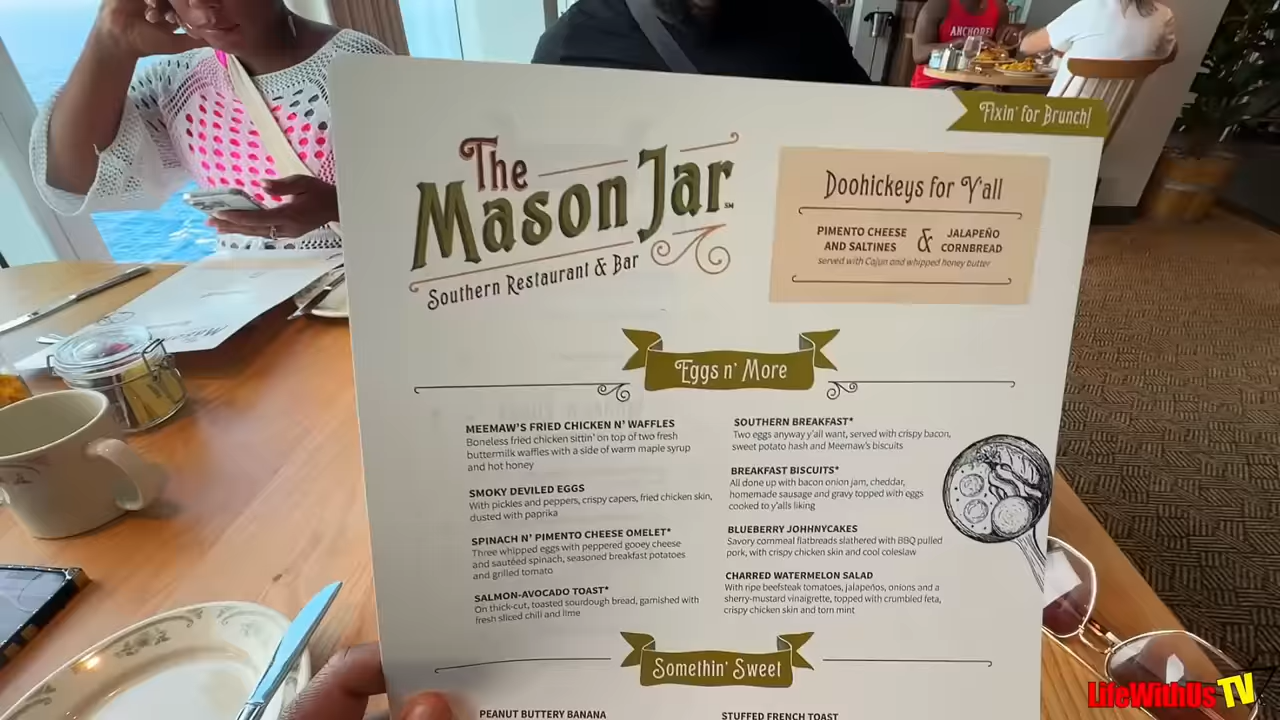 ANCHORE
Fixin' for Brunch!
The
Mason Jar
Southern Restaurant & Bar
Doohickeys for Y'all
PIMENTO CHEESE AND SALTINES & JALAPEÑO CORNBREAD
served with Cajun and whipped honey butter
Eggs n' More
MEEMAW'S FRIED CHICKEN N' WAFFLES
Boneless fried chicken sittin' on top of two fresh
buttermilk waffles with a side of warm maple syrup
and hot honey
SMOKY DEVILED EGGS
With pickles and peppers, crispy capers, fried chicken skin,
dusted with paprika
SPINACH N' PIMENTO CHEESE OMELET*
Three whipped eggs with peppered gooey cheese
and sautéed spinach, seasoned breakfast potatoes
and grilled tomato
SALMON-AVOCADO TOAST*
On thick-cut, toasted sourdough bread, garnished with
fresh sliced chili and lime
SOUTHERN BREAKFAST*
Two eggs anyway y'all want, served with crispy bacon,
sweet potato hash and Meemaw's biscuits
BREAKFAST BISCUITS*
All done up with bacon onion jam, cheddar,
homemade sausage and gravy topped with eggs
cooked to y'alls liking
BLUEBERRY JOHHNYCAKES
Savory cornmeal flatbreads slathered with BBQ pulled
pork, with crispy chicken skin and cool coleslaw
CHARRED WATERMELON SALAD
With ripe beefsteak tomatoes, jalapeños, onions and a
sherry-mustard vinaigrette, topped with crumbled feta,
crispy chicken skin and torn mint
Somethin' Sweet
PEANUT BUTTERY BANANA
STUFFED FRENCH TOAST
LifeWithUs TV